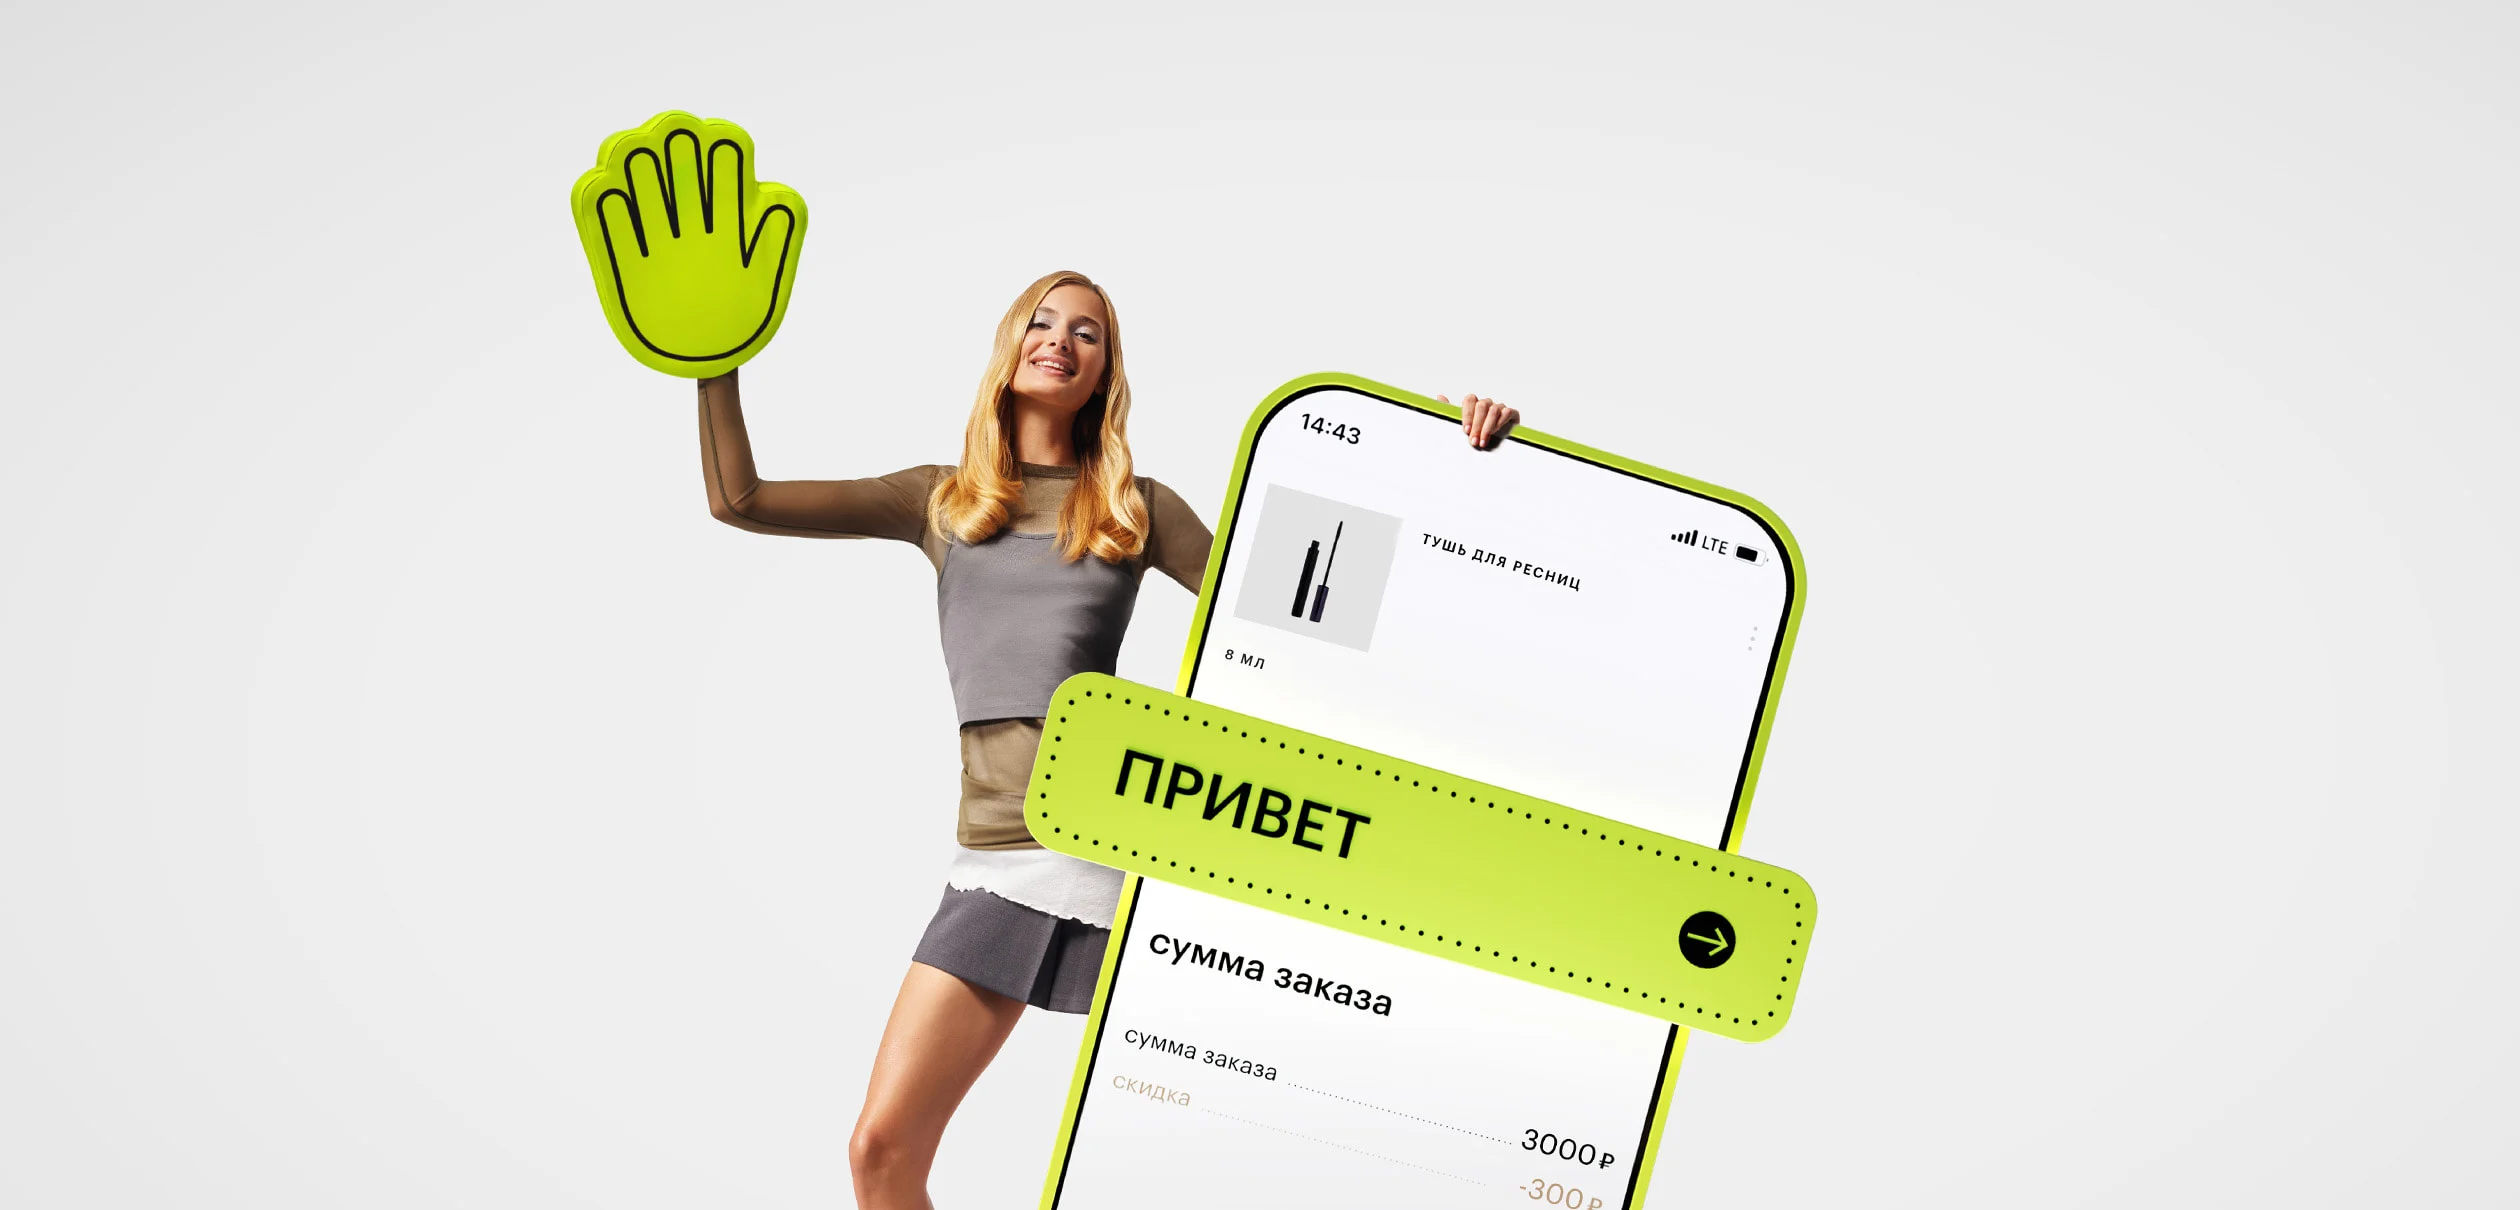 14:43
LTE
ТУШЬ ДЛЯ РЕСНИЦ
8 МЛ
ПРИВЕТ
сумма заказа
сумма заказа 3000 ₽
скидка -300 ₽